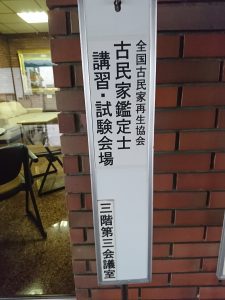 全国古民家再生協会
古民家鑑定士
講習・試験会場
三階第三会議室